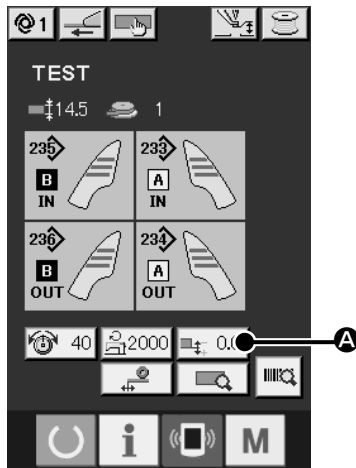 1
TEST
14.5 1
235 233
B A
IN IN
236 234
B A
OUT OUT
40 2000 0.0 A
i M